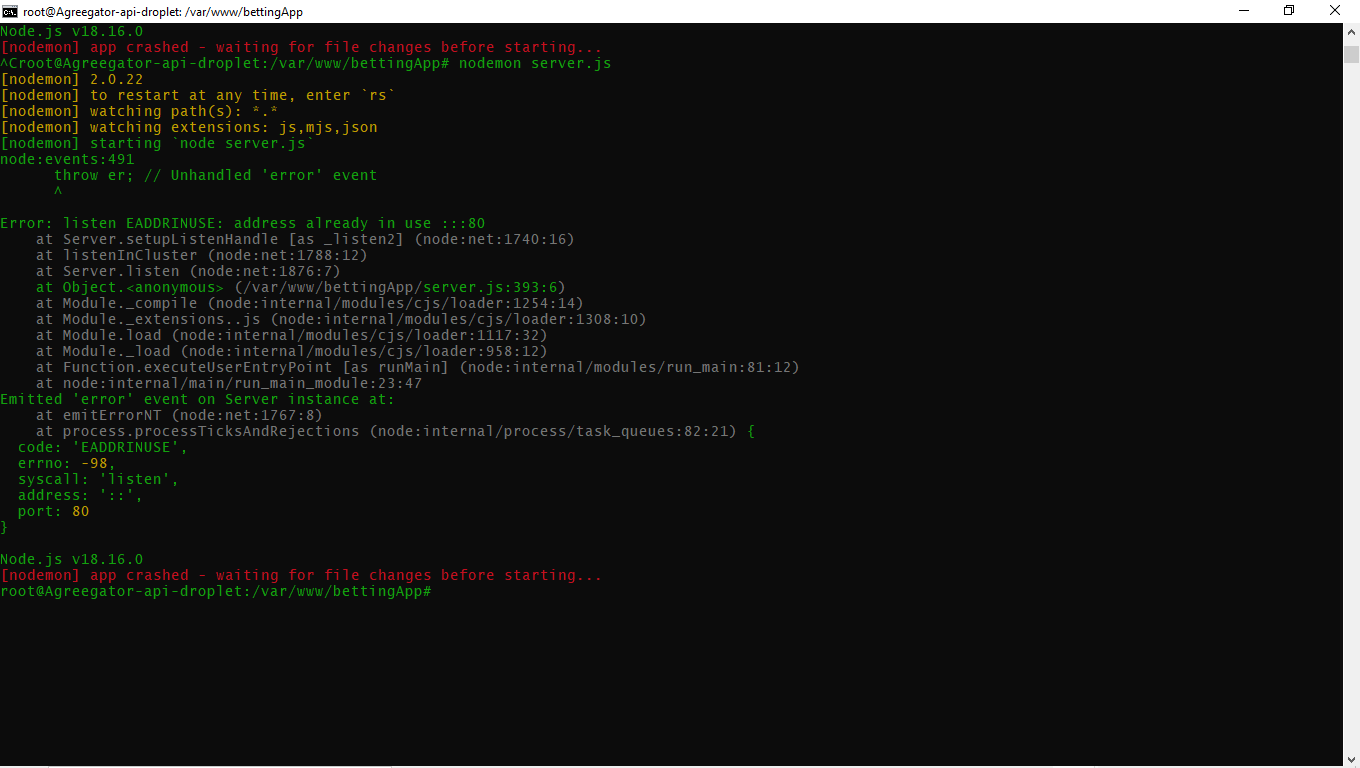 root@Agreegator-api-droplet: /var/www/bettingApp
Node.js v18.16.0
[nodemon] app crashed - waiting for file changes before starting...
^Croot@Agreegator-api-droplet:/var/www/bettingApp# nodemon server.js
[nodemon] 2.0.22
[nodemon] to restart at any time, enter `rs`
[nodemon] watching path(s): *.*
[nodemon] watching extensions: js,mjs,json
[nodemon] starting `node server.js`
node:events:491
      throw er; // Unhandled 'error' event
      ^
Error: listen EADDRINUSE: address already in use :::80
    at Server.setupListenHandle [as _listen2] (node:net:1740:16)
    at listenInCluster (node:net:1788:12)
    at Server.listen (node:net:1876:7)
    at Object.<anonymous> (/var/www/bettingApp/server.js:393:6)
    at Module._compile (node:internal/modules/cjs/loader:1254:14)
    at Module._extensions..js (node:internal/modules/cjs/loader:1308:10)
    at Module.load (node:internal/modules/cjs/loader:1117:32)
    at Module._load (node:internal/modules/cjs/loader:958:12)
    at Function.executeUserEntryPoint [as runMain] (node:internal/modules/run_main:81:12)
    at node:internal/main/run_main_module:23:47
Emitted 'error' event on Server instance at:
    at emitErrorNT (node:net:1767:8)
    at process.processTicksAndRejections (node:internal/process/task_queues:82:21) {
  code: 'EADDRINUSE',
  errno: -98,
  syscall: 'listen',
  address: '::',
  port: 80
}
Node.js v18.16.0
[nodemon] app crashed - waiting for file changes before starting...
root@Agreegator-api-droplet:/var/www/bettingApp#